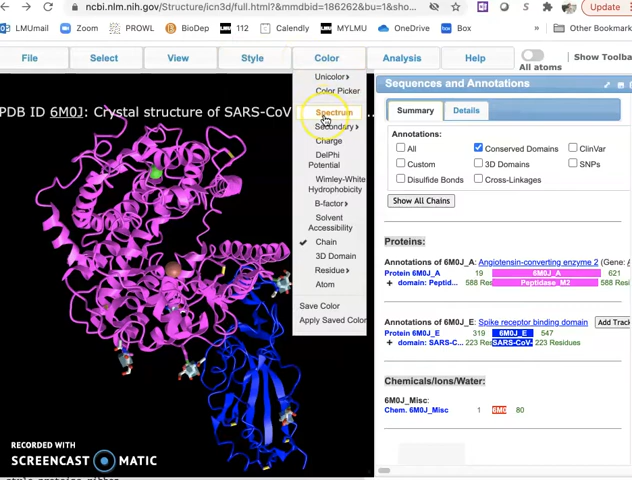 ncbi.nlm.nih.gov/Structure/icn3d/full.html?&mmdbid=186262&bu=1&show...
Update
LMUmail Zoom PROWL BioDep 112 Calendly MYLMU OneDrive Box »
File Select View Style Color Analysis Help All atoms Show Toolba
PDB ID 6M0J: Crystal structure of SARS-CoV ...
Unicolor
Color Picker
Spectrum
Secondary
Charge
DelPhi
Potential
Wimley-White
Hydrophobicity
B-factor
Solvent
Accessibility
Chain
3D Domain
Residue
Atom
Save Color
Apply Saved Color
Sequences and Annotations
Summary Details
Annotations:
All Conserved Domains ClinVar
Custom 3D Domains SNPs
Disulfide Bonds Cross-Linkages
Show All Chains
Proteins:
Annotations of 6M0J_A: Angiotensin-converting enzyme 2 (Gene:
Protein 6M0J_A 19 6M0J_A 621
+ domain: Peptid... 588 Res Peptidase_M2 588 Resi
Annotations of 6M0J_E: Spike receptor binding domain Add Track
Protein 6M0J_E 319 6M0J_E 547
+ domain: SARS-C... 223 Res SARS-CoV- 223 Residues
Chemicals/Ions/Water:
6M0J_Misc:
Chem. 6M0J_Misc 1 6M0 80
RECORDED WITH
SCREENCAST MATIC